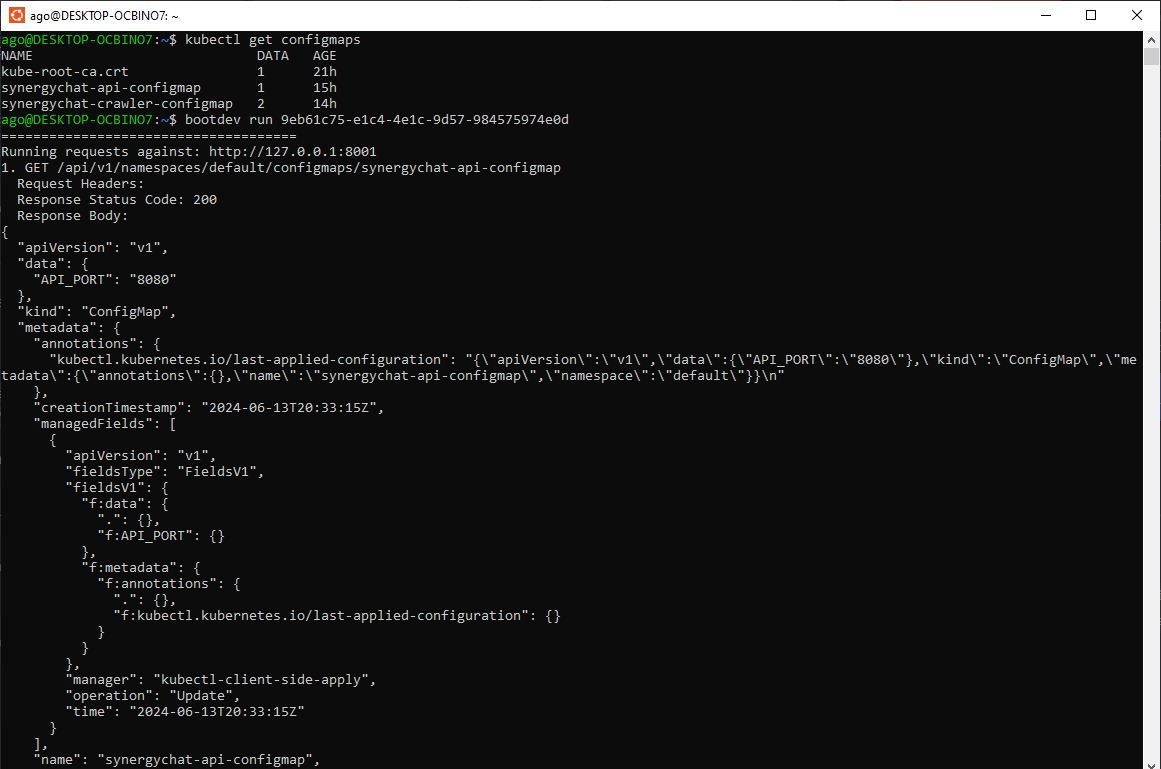 ago@DESKTOP-OCBINO7: ~
ago@DESKTOP-OCBINO7:~$ kubectl get configmaps
NAME                            DATA   AGE
kube-root-ca.crt                1      21h
synergychat-api-configmap       1      15h
synergychat-crawler-configmap   2      14h
ago@DESKTOP-OCBINO7:~$ bootdev run 9eb61c75-e1c4-4e1c-9d57-984575974e0d
=====================================
Running requests against: http://127.0.0.1:8001
1. GET /api/v1/namespaces/default/configmaps/synergychat-api-configmap
  Request Headers:
  Response Status Code: 200
  Response Body:
{
  "apiVersion": "v1",
  "data": {
    "API_PORT": "8080"
  },
  "kind": "ConfigMap",
  "metadata": {
    "annotations": {
      "kubectl.kubernetes.io/last-applied-configuration": "{\"apiVersion\":\"v1\",\"data\":{\"API_PORT\":\"8080\"},\"kind\":\"ConfigMap\",\"me
tadata\":{\"annotations\":{},\"name\":\"synergychat-api-configmap\",\"namespace\":\"default\"}}\n"
    },
    "creationTimestamp": "2024-06-13T20:33:15Z",
    "managedFields": [
      {
        "apiVersion": "v1",
        "fieldsType": "FieldsV1",
        "fieldsV1": {
          "f:data": {
            ".": {},
            "f:API_PORT": {}
          },
          "f:metadata": {
            "f:annotations": {
              ".": {},
              "f:kubectl.kubernetes.io/last-applied-configuration": {}
            }
          }
        },
        "manager": "kubectl-client-side-apply",
        "operation": "Update",
        "time": "2024-06-13T20:33:15Z"
      }
    ],
    "name": "synergychat-api-configmap",